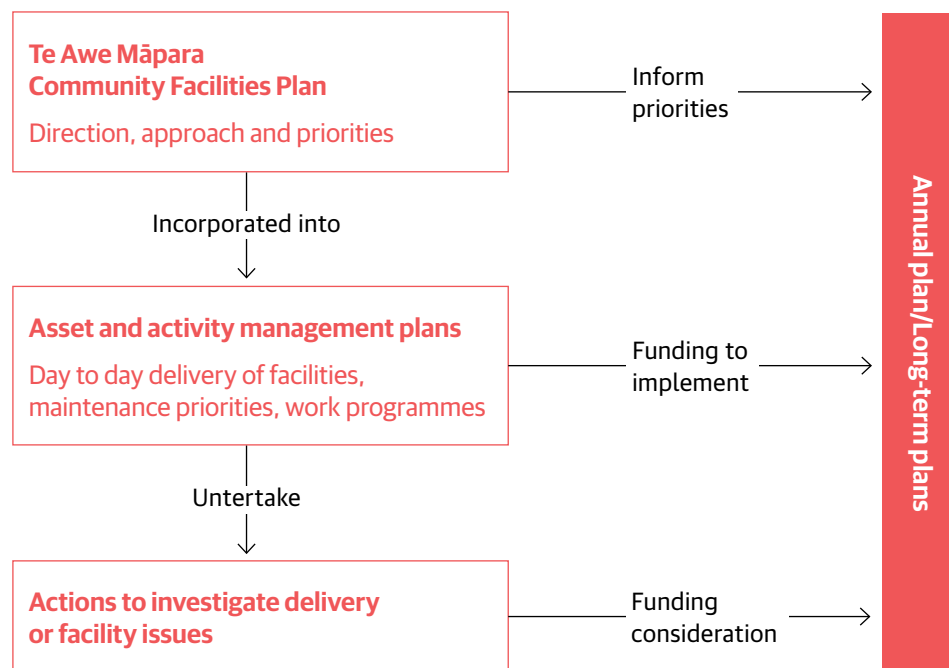 Te Awe Māpara
Community Facilities Plan
Direction, approach and priorities
Inform
priorities
Incorporated into
Asset and activity management plans
Day to day delivery of facilities,
maintenance priorities, work programmes
Funding to
implement
Untertake
Actions to investigate delivery
or facility issues
Funding
consideration
Annual plan/Long-term plans